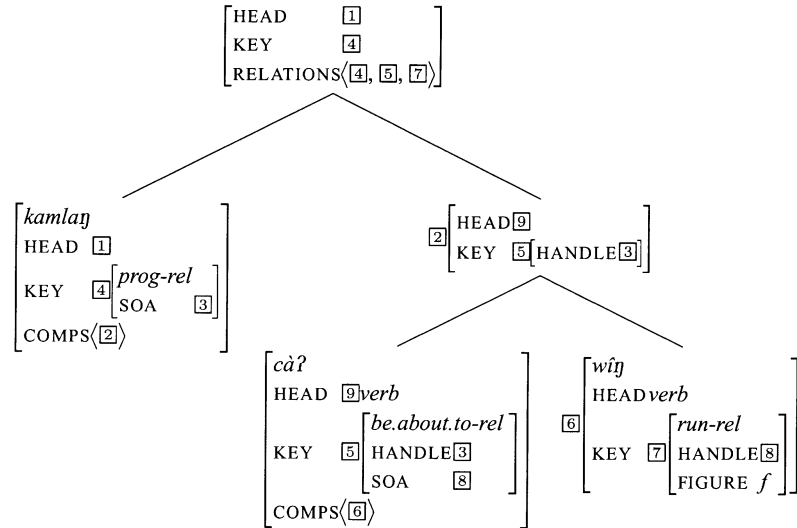 HEAD 1
KEY 4
RELATIONS⟨4, 5, 7⟩
kamlaŋ
HEAD 1
KEY 4 prog-rel
SOA 3
COMPS⟨2⟩
2 HEAD 9
KEY 5 [HANDLE 3]
càʔ
HEAD 9 verb
be.about.to-rel
KEY 5 HANDLE 3
SOA 8
COMPS⟨6⟩
wîŋ
HEAD verb
6
run-rel
KEY 7 HANDLE 8
FIGURE f